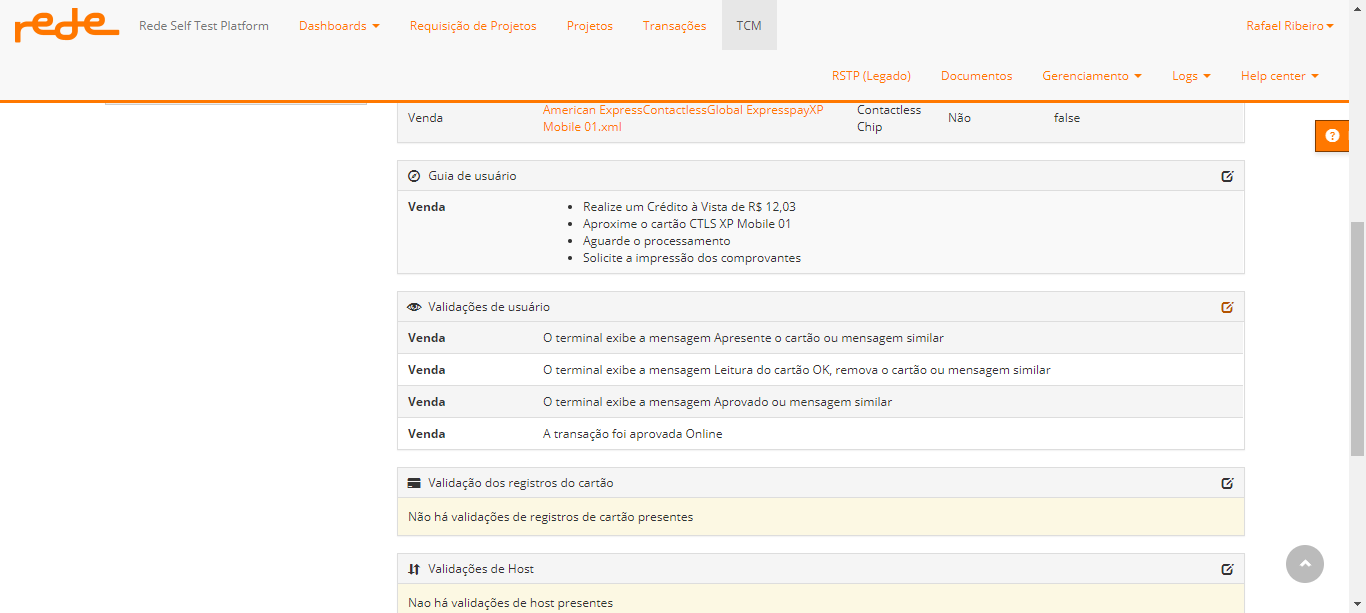 rede
Rede Self Test Platform
Dashboards
Requisição de Projetos
Projetos
Transações
TCM
Rafael Ribeiro
RSTP (Legado)
Documentos
Gerenciamento
Logs
Help center
Venda
American ExpressContactlessGlobal ExpresspayXP
Mobile 01.xml
Contactless
Chip
Não
false
Guia de usuário
Venda
Realize um Crédito à Vista de R$ 12,03
Aproxime o cartão CTLS XP Mobile 01
Aguarde o processamento
Solicite a impressão dos comprovantes
Validações de usuário
Venda
O terminal exibe a mensagem Apresente o cartão ou mensagem similar
Venda
O terminal exibe a mensagem Leitura do cartão OK, remova o cartão ou mensagem similar
Venda
O terminal exibe a mensagem Aprovado ou mensagem similar
Venda
A transação foi aprovada Online
Validação dos registros do cartão
Não há validações de registros de cartão presentes
Validações de Host
Nao há validações de host presentes